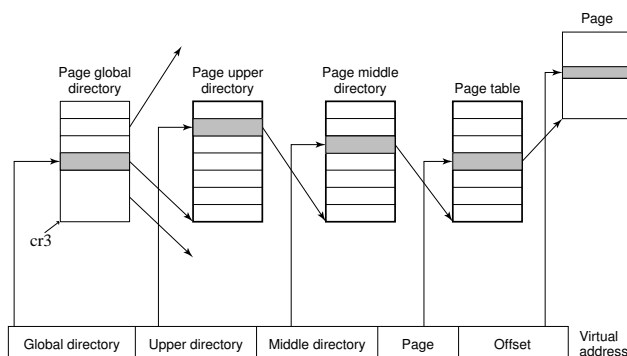 Page
Page global
directory
Page upper
directory
Page middle
directory
Page table
cr3
Global directory
Upper directory
Middle directory
Page
Offset
Virtual
address